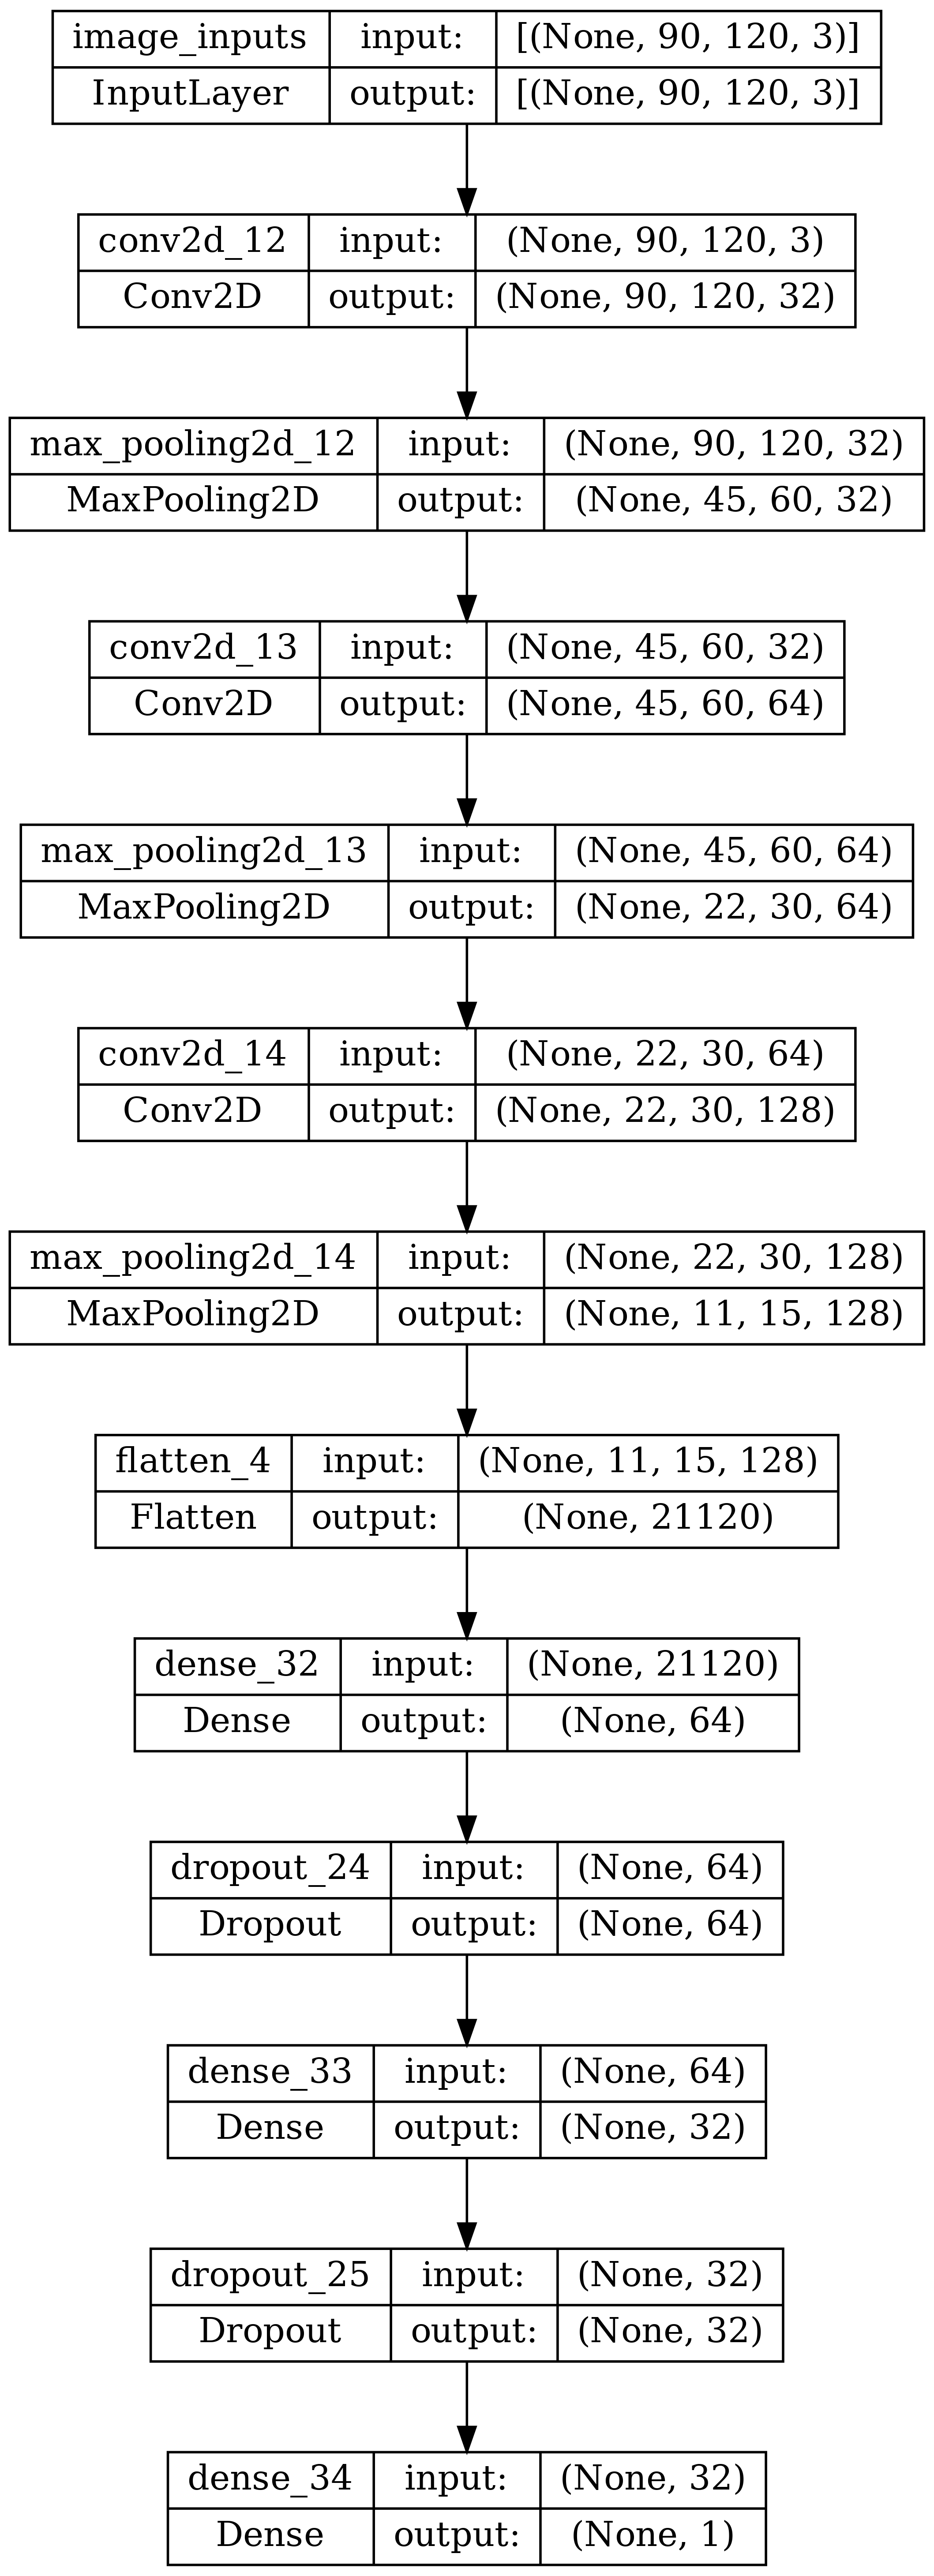 image_inputs input: [(None, 90, 120, 3)]
InputLayer output: [(None, 90, 120, 3)]
conv2d_12 input: (None, 90, 120, 3)
Conv2D output: (None, 90, 120, 32)
max_pooling2d_12 input: (None, 90, 120, 32)
MaxPooling2D output: (None, 45, 60, 32)
conv2d_13 input: (None, 45, 60, 32)
Conv2D output: (None, 45, 60, 64)
max_pooling2d_13 input: (None, 45, 60, 64)
MaxPooling2D output: (None, 22, 30, 64)
conv2d_14 input: (None, 22, 30, 64)
Conv2D output: (None, 22, 30, 128)
max_pooling2d_14 input: (None, 22, 30, 128)
MaxPooling2D output: (None, 11, 15, 128)
flatten_4 input: (None, 11, 15, 128)
Flatten output: (None, 21120)
dense_32 input: (None, 21120)
Dense output: (None, 64)
dropout_24 input: (None, 64)
Dropout output: (None, 64)
dense_33 input: (None, 64)
Dense output: (None, 32)
dropout_25 input: (None, 32)
Dropout output: (None, 32)
dense_34 input: (None, 32)
Dense output: (None, 1)